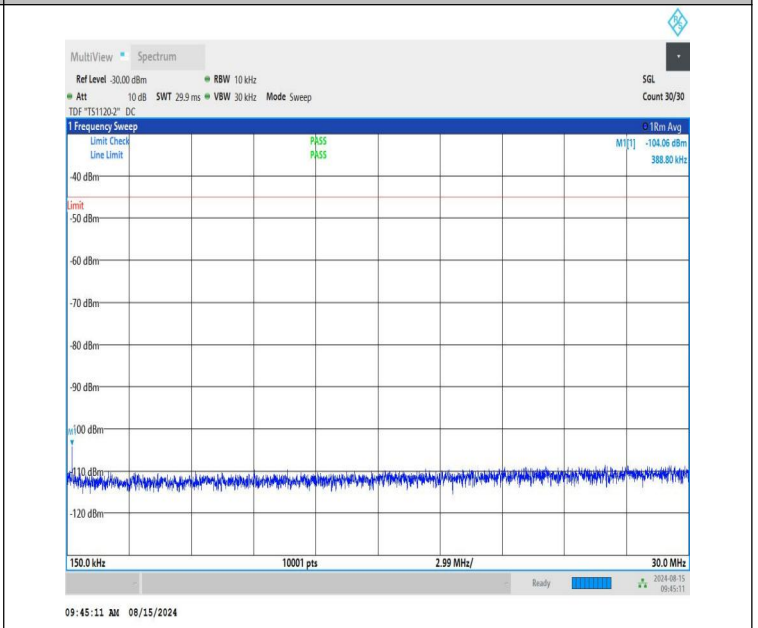 MultiView Spectrum
Ref Level -30.00 dBm RBW 10 kHz SGL
Att 10 dB SWT 29.9 ms VBW 30 kHz Mode Sweep Count 30/30
TDF "TS1120-2" DC
1 Frequency Sweep 1Rm Avg
Limit Check PASS M1[1] -104.06 dBm
Line Limit PASS 388.80 kHz
-40 dBm
Limit
-50 dBm
-60 dBm
-70 dBm
-80 dBm
-90 dBm
M1
-100 dBm
-110 dBm
-120 dBm
150.0 kHz 10001 pts 2.99 MHz/ 30.0 MHz
Ready 2024-08-15
09:45:11
09:45:11 AM 08/15/2024